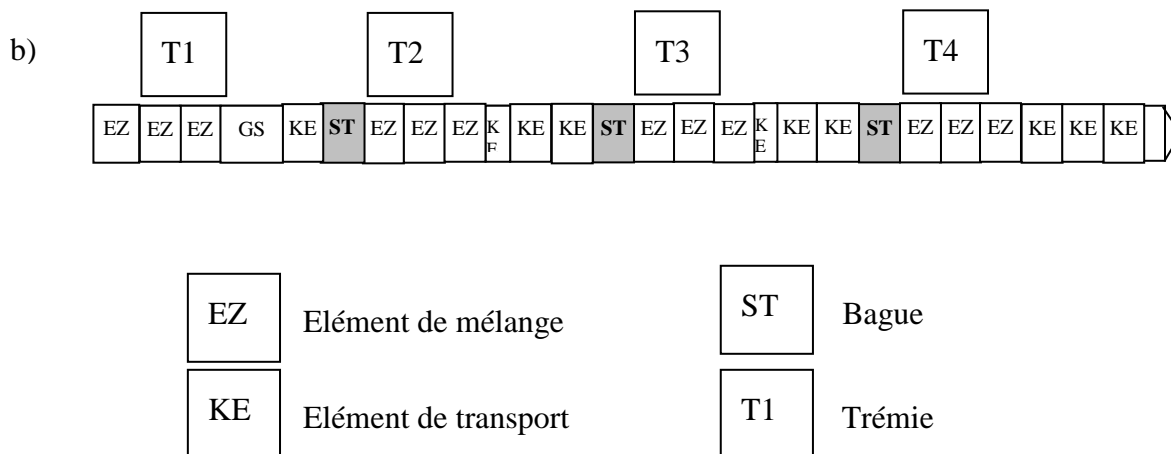 b)
T1 T2 T3 T4
EZ EZ EZ GS KE ST EZ EZ EZ KE KE KE ST EZ EZ EZ KE KE KE ST EZ EZ EZ KE KE KE
EZ Elément de mélange ST Bague
KE Elément de transport T1 Trémie